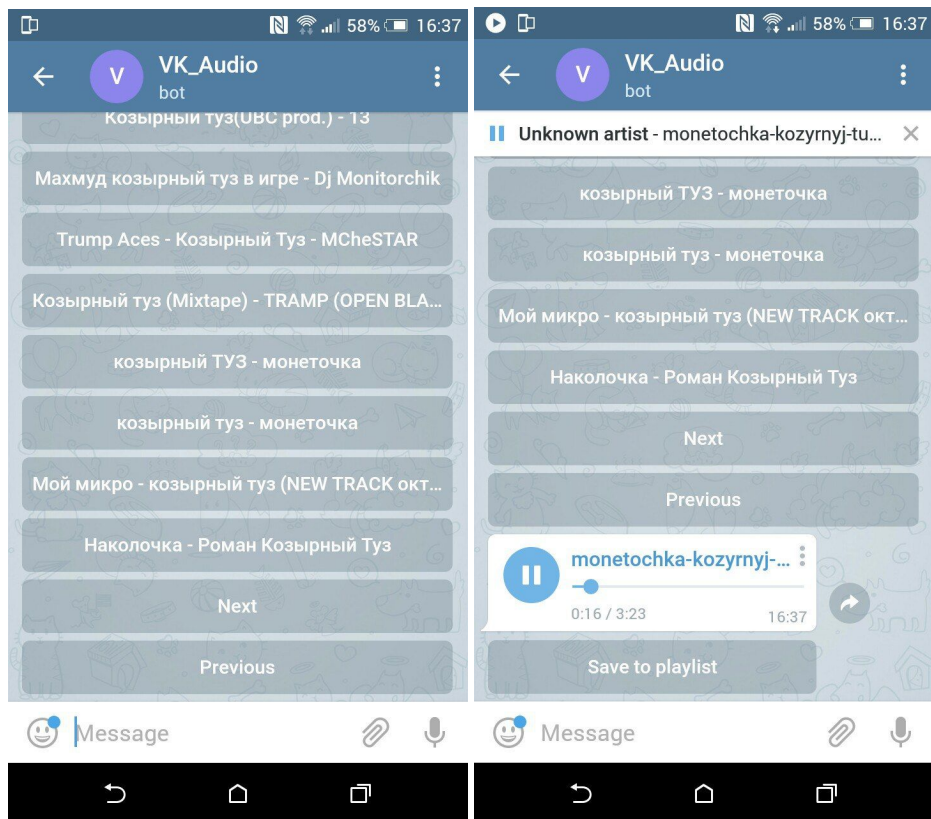 58% 16:37
V VK_Audio
bot
Козырный туз(UBC prod.) - 13
Махмуд козырный туз в игре - Dj Monitorchik
Trump Aces - Козырный Туз - MCheSTAR
Козырный туз (Mixtape) - TRAMP (OPEN BLA...
козырный ТУЗ - монеточка
козырный туз - монеточка
Мой микро - козырный туз (NEW TRACK окт...
Наколочка - Роман Козырный Туз
Next
Previous
Message
58% 16:37
V VK_Audio
bot
Unknown artist - monetochka-kozyrnyj-tu...
козырный ТУЗ - монеточка
козырный туз - монеточка
Мой микро - козырный туз (NEW TRACK окт...
Наколочка - Роман Козырный Туз
Next
Previous
monetochka-kozyrnyj-...
0:16 / 3:23 16:37
Save to playlist
Message